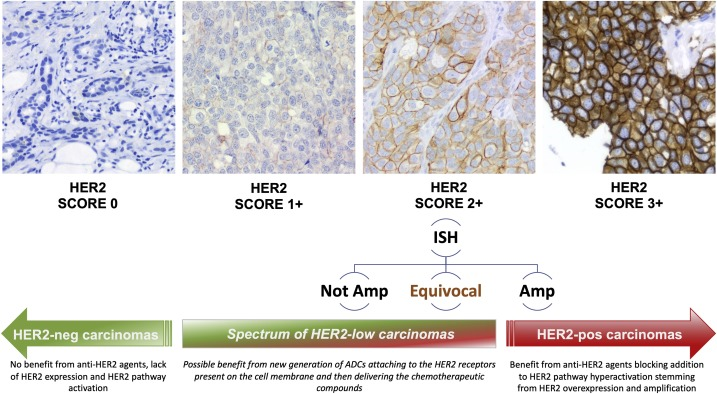 HER2
SCORE 0
HER2
SCORE 1+
HER2
SCORE 2+
HER2
SCORE 3+
ISH
Not Amp
Equivocal
Amp
HER2-neg carcinomas
Spectrum of HER2-low carcinomas
HER2-pos carcinomas
No benefit from anti-HER2 agents, lack
of HER2 expression and HER2 pathway
activation
Possible benefit from new generation of ADCs attaching to the HER2 receptors
present on the cell membrane and then delivering the chemotherapeutic
compounds
Benefit from anti-HER2 agents blocking addition
to HER2 pathway hyperactivation stemming
from HER2 overexpression and amplification